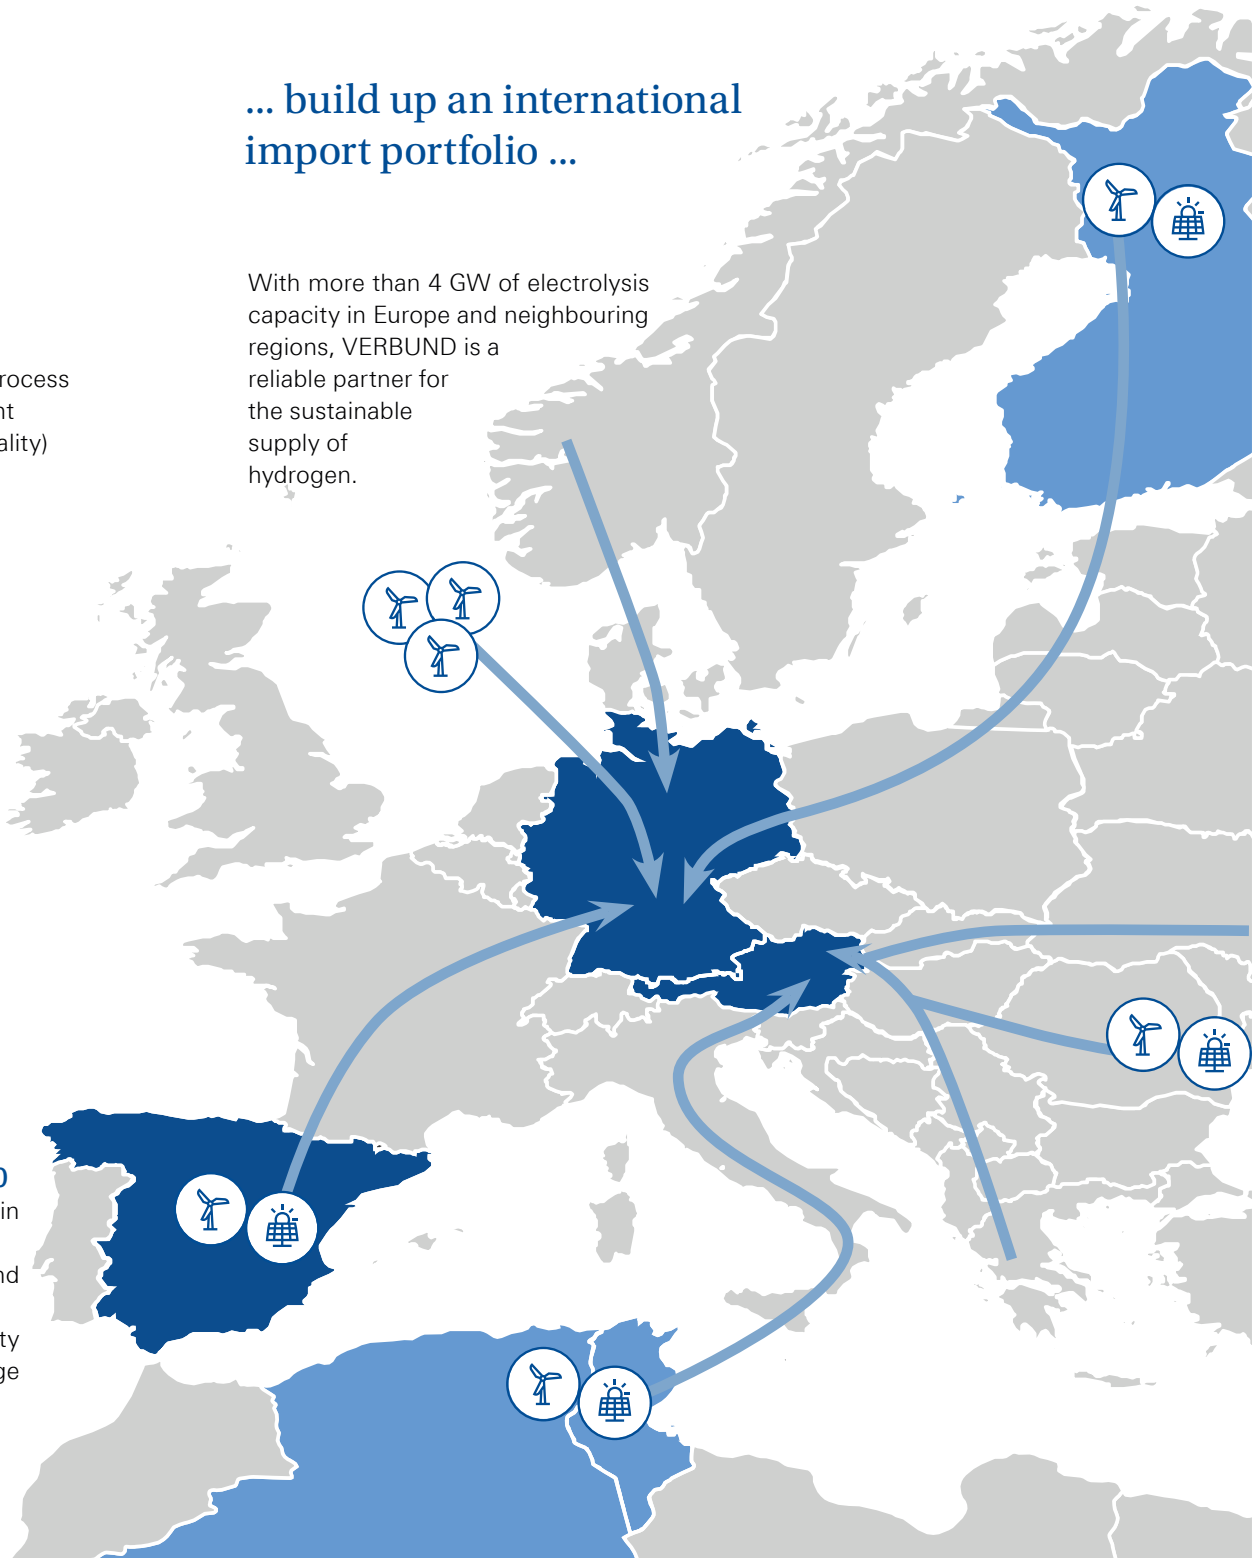 ... build up an international
import portfolio ...
With more than 4 GW of electrolysis
capacity in Europe and neighbouring
regions, VERBUND is a
reliable partner for
the sustainable
supply of
hydrogen.
rocess
nt
ality)
0
in
nd
ty
ge